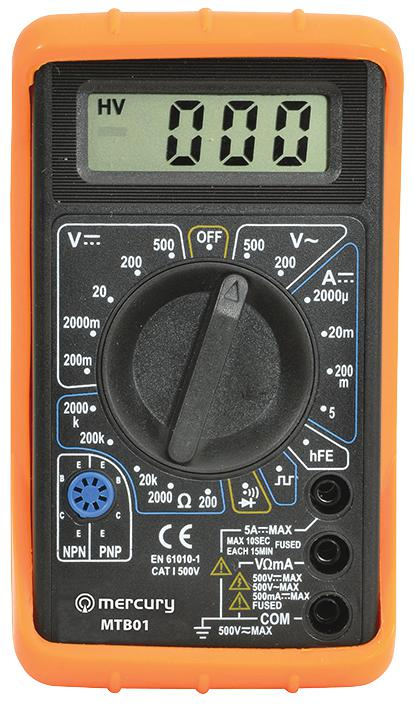 HV 000
V⎓ 500 OFF 500 V~
200 200
A⎓
20 2000µ
2000m 20m
200m 200
m
2000
k 5
200k hFE
20k
2000 Ω 200
E E
B B
C C
E E
NPN PNP
CE
EN 61010-1
CAT I 500V
5A⎓MAX
MAX 10SEC FUSED
EACH 15MIN
VΩmA
500V⎓MAX
500V~MAX
500mA⎓MAX
FUSED
COM
500V≂MAX
mercury
MTB01